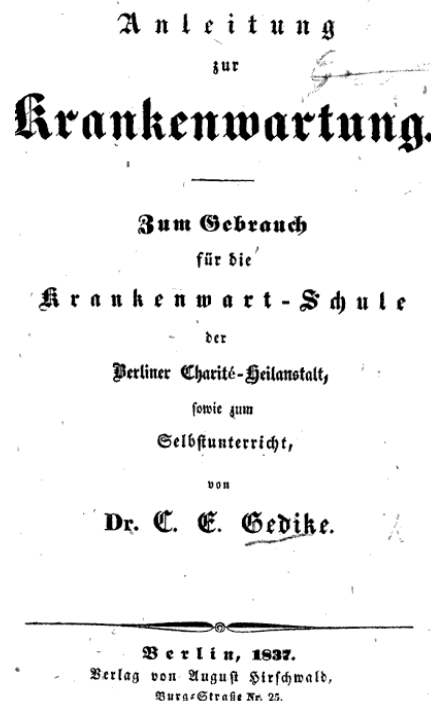 Anleitung
zur
Krankenwartung.
Zum Gebrauch
für die
Krankenwart-Schule
der
Berliner Charité-Heilanstalt,
sowie zum
Selbstunterricht,
von
Dr. C. E. Gedike.
Berlin, 1837.
Verlag von August Hirschwald,
Burg-Straße Nr. 25.